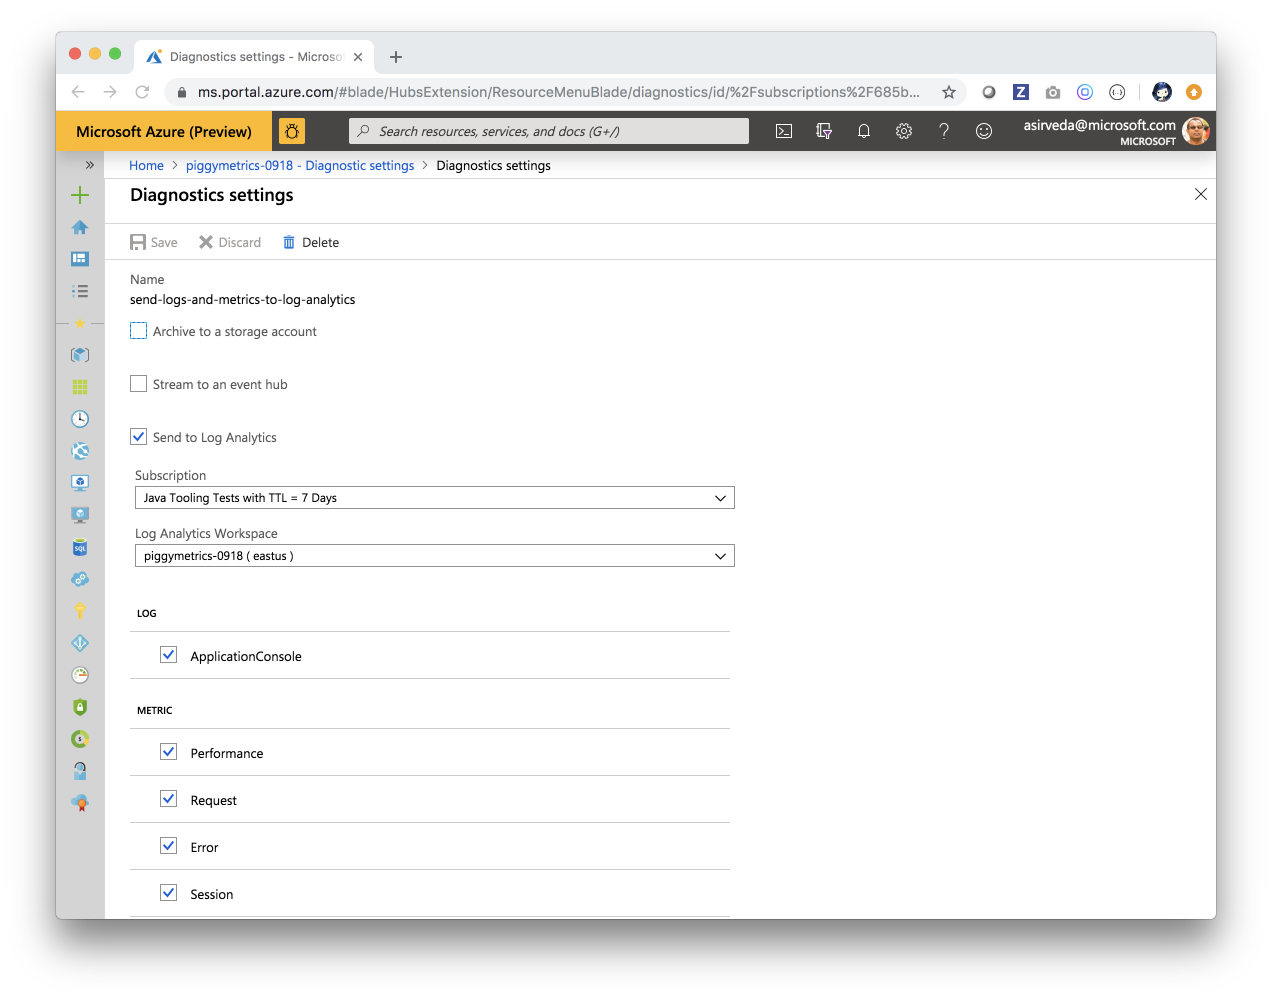 Diagnostics settings - Microso
ms.portal.azure.com/#blade/HubsExtension/ResourceMenuBlade/diagnostics/id/%2Fsubscriptions%2F685b...
Microsoft Azure (Preview)
Search resources, services, and docs (G+/)
asirveda@microsoft.com
MICROSOFT
Home > piggymetrics-0918 - Diagnostic settings > Diagnostics settings
Diagnostics settings
Save
Discard
Delete
Name
send-logs-and-metrics-to-log-analytics
Archive to a storage account
Stream to an event hub
Send to Log Analytics
Subscription
Java Tooling Tests with TTL = 7 Days
Log Analytics Workspace
piggymetrics-0918 ( eastus )
LOG
ApplicationConsole
METRIC
Performance
Request
Error
Session